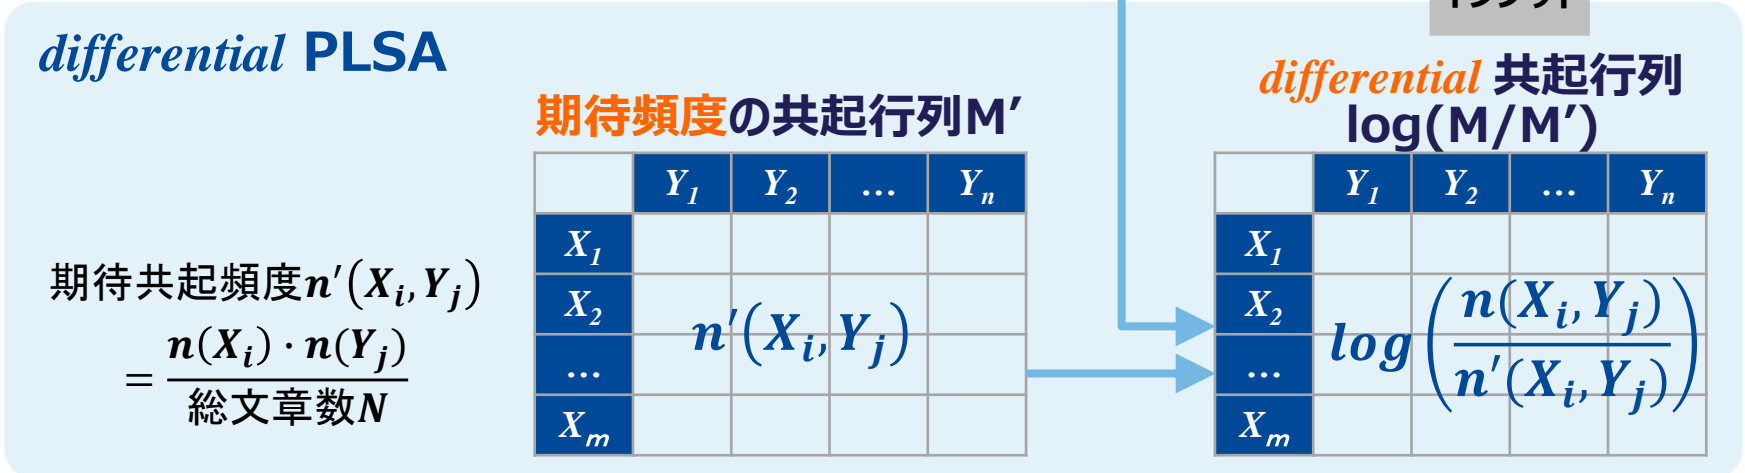 differential PLSA
期待頻度の共起行列M′
differential 共起行列
log(M/M′)
Y1 Y2 … Yn
X1
X2
…
Xm
n′(Xi, Yj)
Y1 Y2 … Yn
X1
X2
…
Xm
log(n(Xi, Yj)/n′(Xi, Yj))
期待共起頻度n′(Xi, Yj)
= n(Xi)・n(Yj)
総文章数N